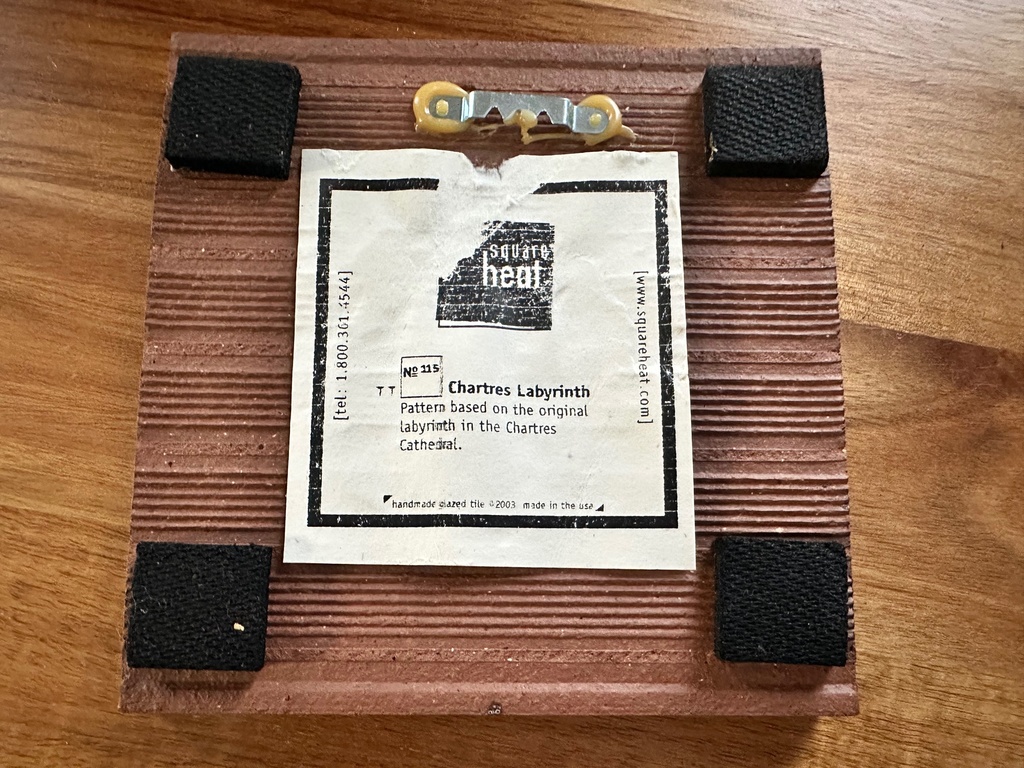 square
heat
[tel: 1.800.361.4544]
[www.squareheat.com]
Nº 115
TT
Chartres Labyrinth
Pattern based on the original
labyrinth in the Chartres
Cathedral.
handmade glazed tile ©2003 made in the usa